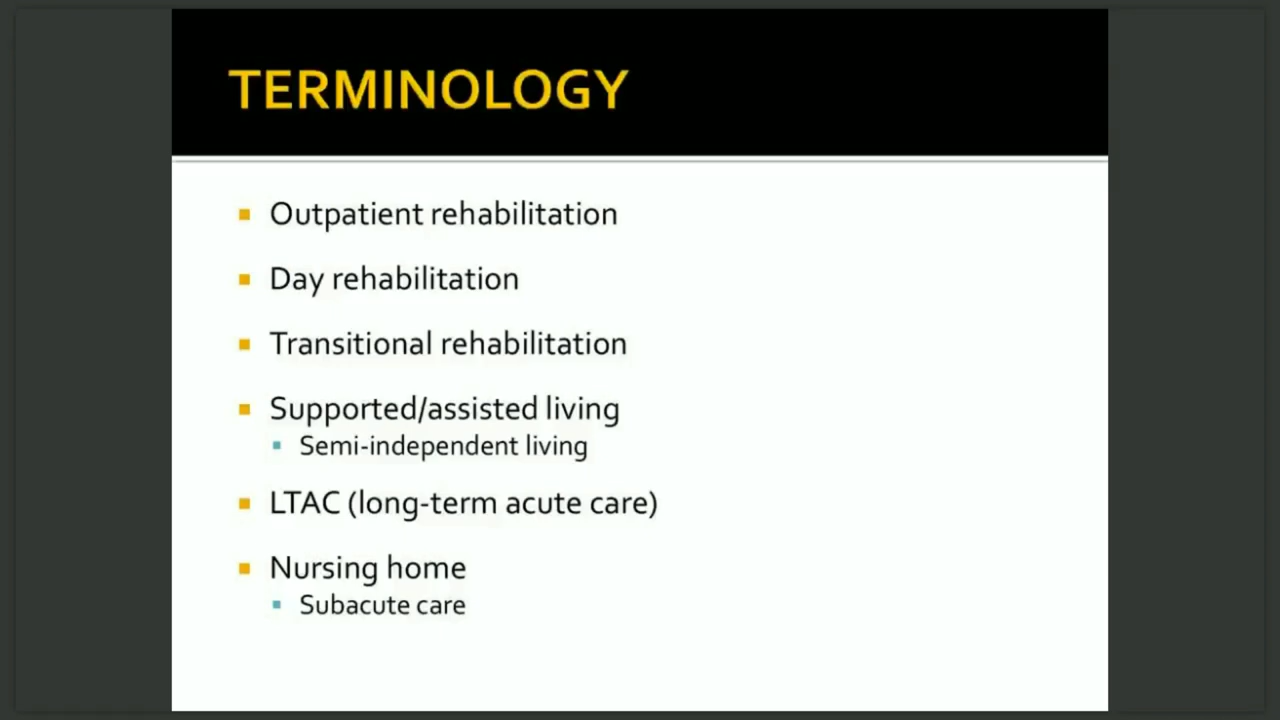 TERMINOLOGY
Outpatient rehabilitation
Day rehabilitation
Transitional rehabilitation
Supported/assisted living
Semi-independent living
LTAC (long-term acute care)
Nursing home
Subacute care